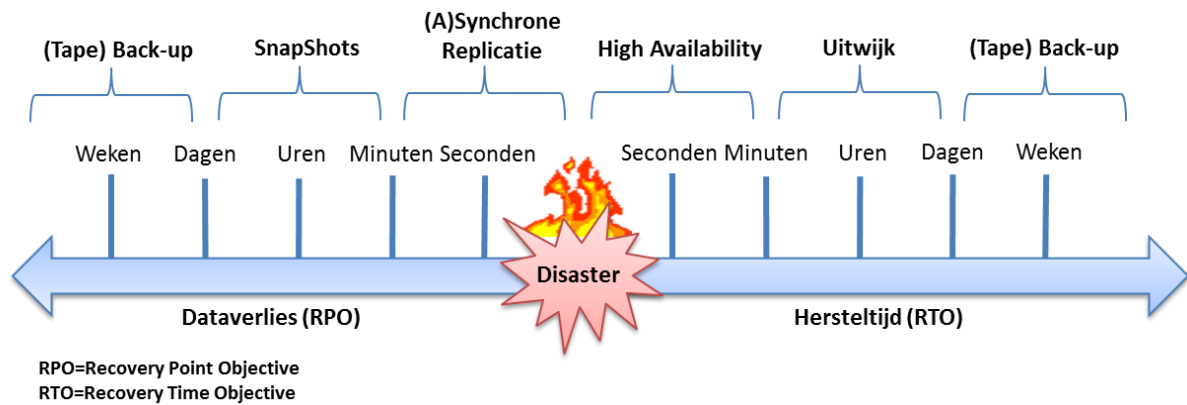 (Tape) Back-up
SnapShots
(A)Synchrone
Replicatie
High Availability
Uitwijk
(Tape) Back-up
Weken
Dagen
Uren
Minuten
Seconden
Seconden
Minuten
Uren
Dagen
Weken
Disaster
Dataverlies (RPO)
Hersteltijd (RTO)
RPO=Recovery Point Objective
RTO=Recovery Time Objective